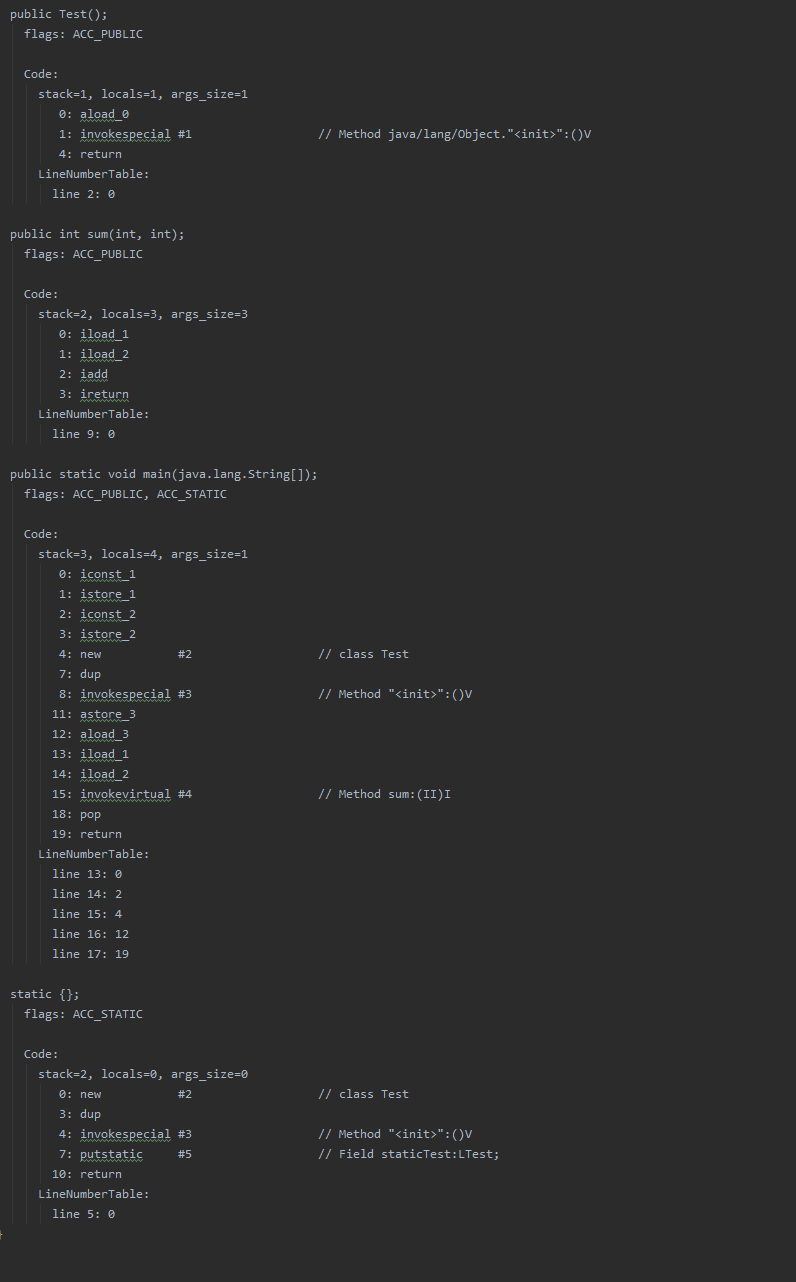 public Test();
flags: ACC_PUBLIC
Code:
stack=1, locals=1, args_size=1
0: aload_0
1: invokespecial #1 // Method java/lang/Object."<init>":()V
4: return
LineNumberTable:
line 2: 0
public int sum(int, int);
flags: ACC_PUBLIC
Code:
stack=2, locals=3, args_size=3
0: iload_1
1: iload_2
2: iadd
3: ireturn
LineNumberTable:
line 9: 0
public static void main(java.lang.String[]);
flags: ACC_PUBLIC, ACC_STATIC
Code:
stack=3, locals=4, args_size=1
0: iconst_1
1: istore_1
2: iconst_2
3: istore_2
4: new #2 // class Test
7: dup
8: invokespecial #3 // Method "<init>":()V
11: astore_3
12: aload_3
13: iload_1
14: iload_2
15: invokevirtual #4 // Method sum:(II)I
18: pop
19: return
LineNumberTable:
line 13: 0
line 14: 2
line 15: 4
line 16: 12
line 17: 19
static {};
flags: ACC_STATIC
Code:
stack=2, locals=0, args_size=0
0: new #2 // class Test
3: dup
4: invokespecial #3 // Method "<init>":()V
7: putstatic #5 // Field staticTest:LTest;
10: return
LineNumberTable:
line 5: 0
}